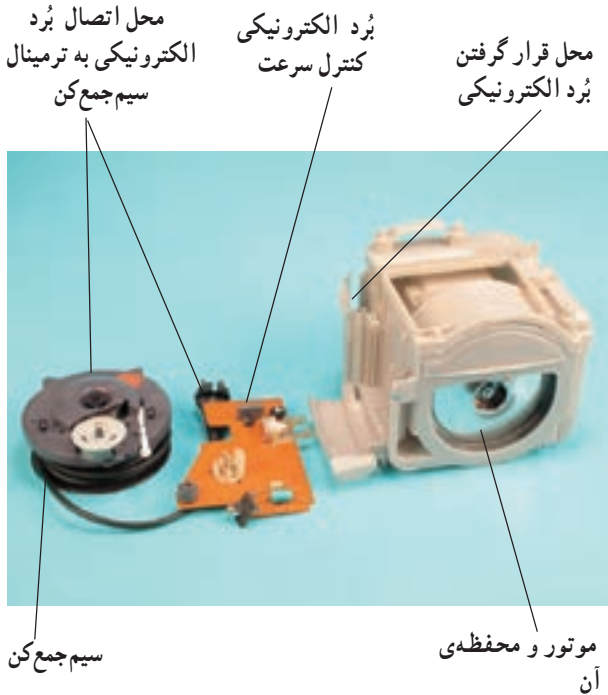 محل قرار گرفتن
بُرد الکترونیکی
بُرد الکترونیکی
کنترل سرعت
محل اتصال بُرد
الکترونیکی به ترمینال
سیم‌جمع‌کن
موتور و محفظه‌ی
آن
سیم‌جمع‌کن